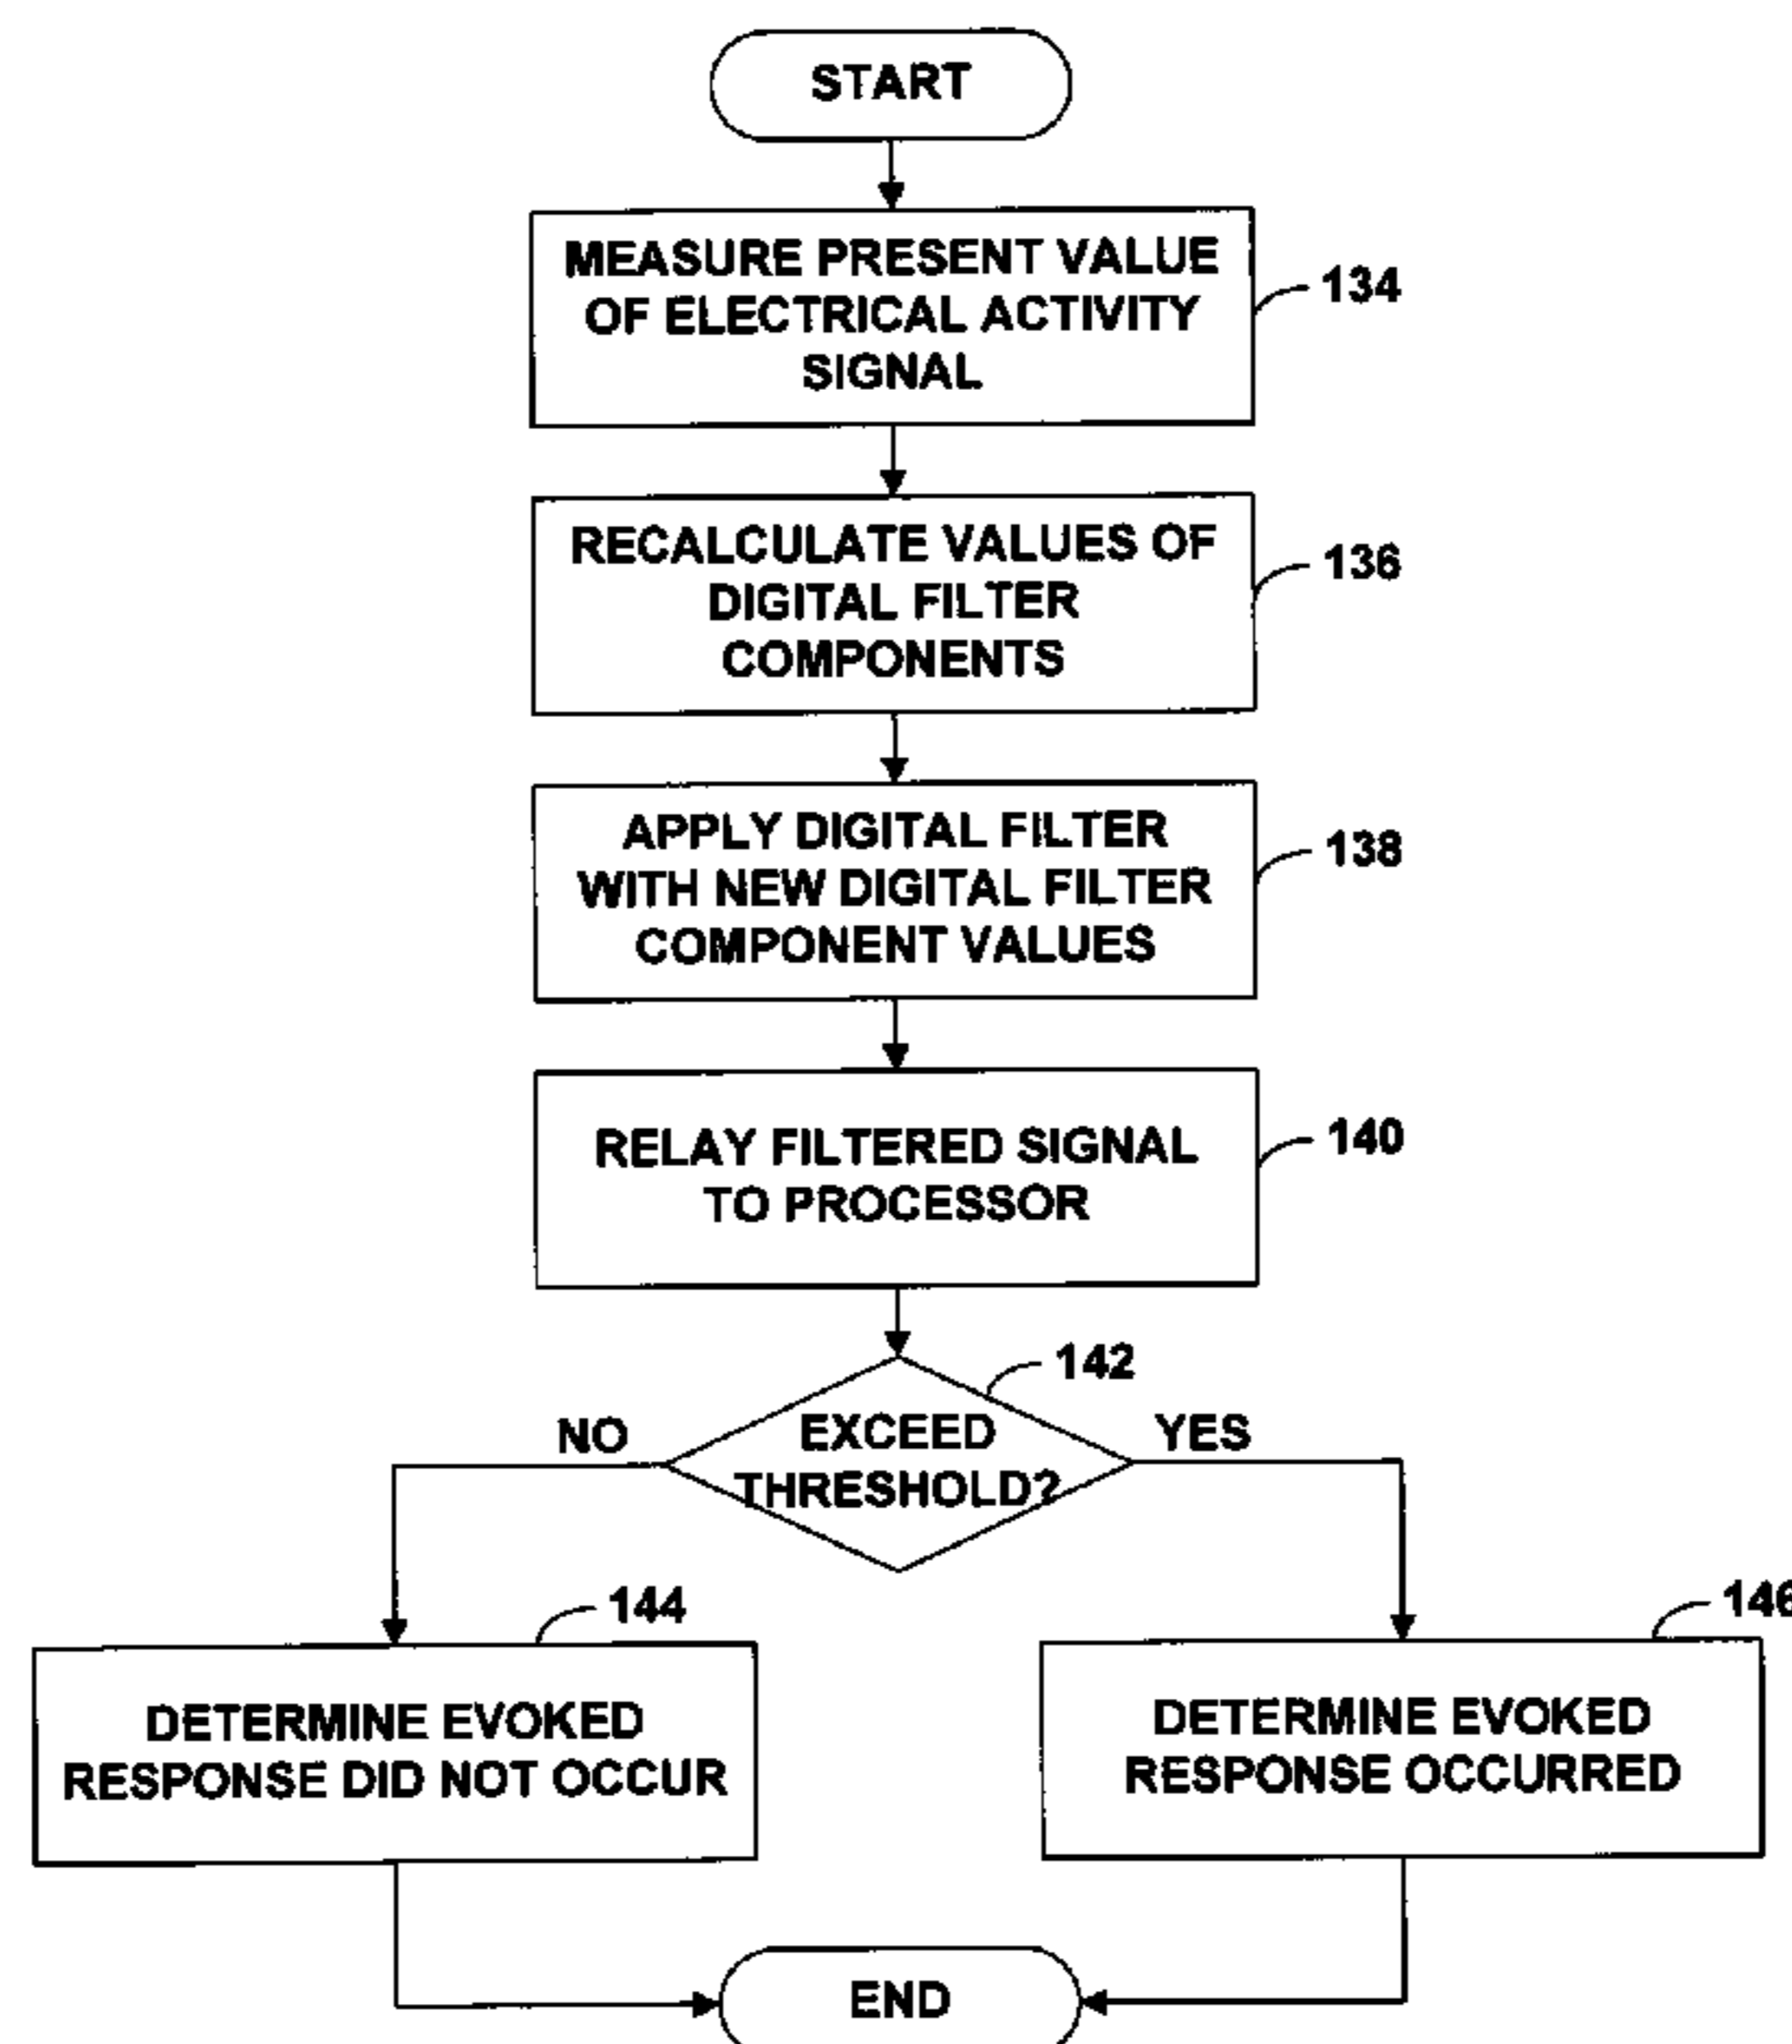 START
MEASURE PRESENT VALUE
OF ELECTRICAL ACTIVITY
SIGNAL
134
RECALCULATE VALUES OF
DIGITAL FILTER
COMPONENTS
136
APPLY DIGITAL FILTER
WITH NEW DIGITAL FILTER
COMPONENT VALUES
138
RELAY FILTERED SIGNAL
TO PROCESSOR
140
142
NO
EXCEED
THRESHOLD?
YES
144
DETERMINE EVOKED
RESPONSE DID NOT OCCUR
146
DETERMINE EVOKED
RESPONSE OCCURRED
END